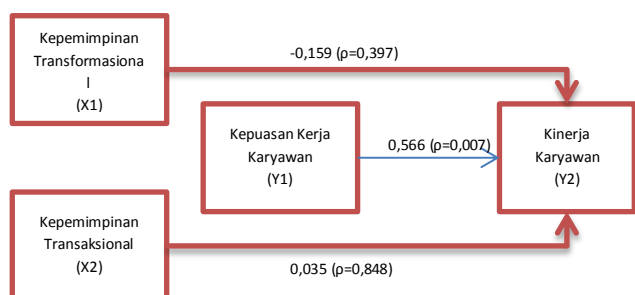 Kepemimpinan
Transformasiona
l
(X1)
-0,159 (ρ=0,397)
Kepuasan Kerja
Karyawan
(Y1)
0,566 (ρ=0,007)
Kinerja
Karyawan
(Y2)
Kepemimpinan
Transaksional
(X2)
0,035 (ρ=0,848)